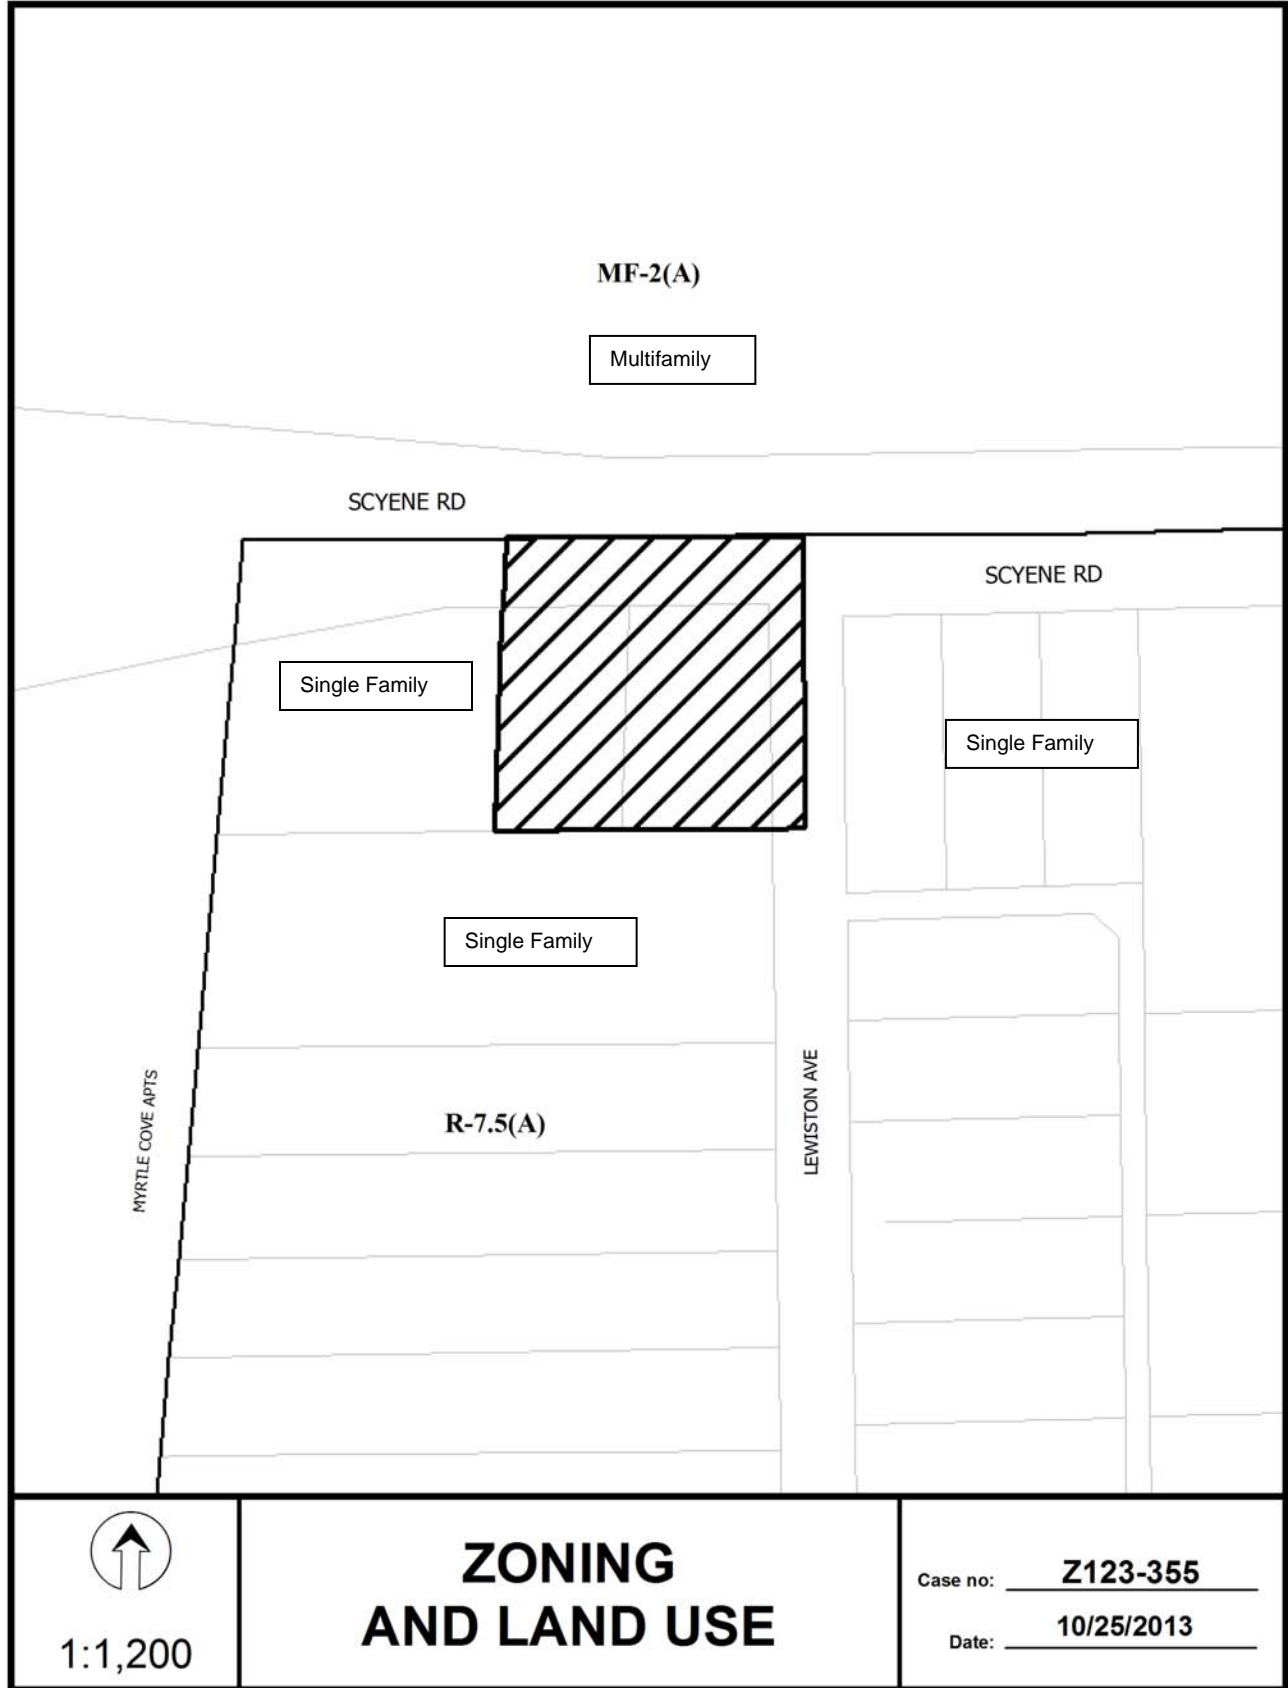 MF-2(A)
Multifamily
SCYENE RD
SCYENE RD
Single Family
Single Family
Single Family
MYRTLE COVE APTS
R-7.5(A)
LEWISTON AVE
1:1,200
ZONING
AND LAND USE
Case no: Z123-355
Date: 10/25/2013